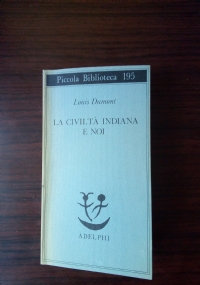 Piccola Biblioteca 195
Louis Dumont
LA CIVILTÀ INDIANA
E NOI
ADELPHI